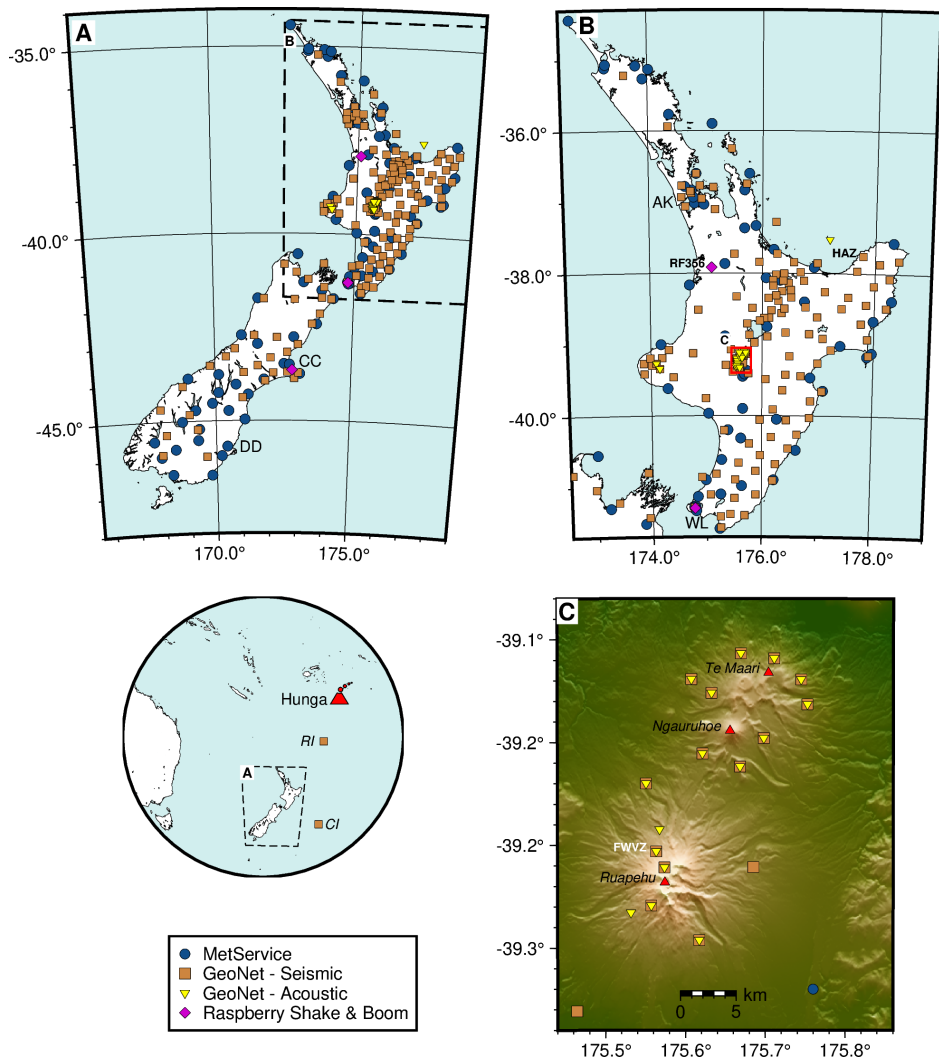 A
B
-35.0°
-40.0°
-45.0°
CC
DD
170.0°
175.0°
B
-36.0°
-38.0°
-40.0°
AK
RF356
HAZ
C
WL
174.0°
176.0°
178.0°
Hunga
RI
A
CI
MetService
GeoNet - Seismic
GeoNet - Acoustic
Raspberry Shake & Boom
C
-39.1°
-39.2°
-39.2°
-39.3°
Te Maari
Ngauruhoe
FWVZ
Ruapehu
km
0 5
175.5°
175.6°
175.7°
175.8°